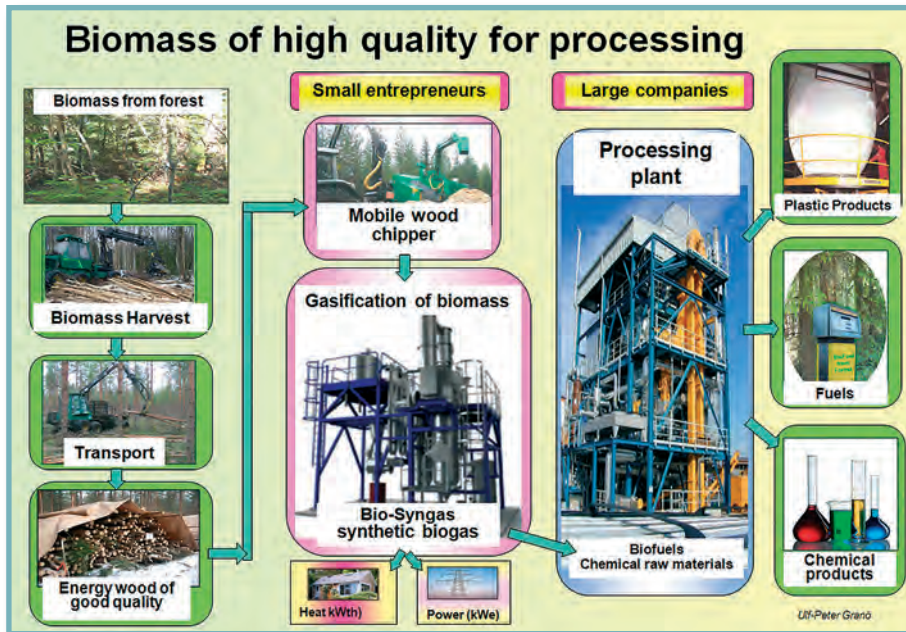 Biomass of high quality for processing
Biomass from forest
Biomass Harvest
Transport
Energy wood
of good quality
Small entrepreneurs
Mobile wood
chipper
Gasification of biomass
Bio-Syngas
synthetic biogas
Heat kWth)
Power (kWe)
Large companies
Processing
plant
Biofuels
Chemical raw materials
Plastic Products
Fuels
Chemical
products
Ulf-Peter Granö